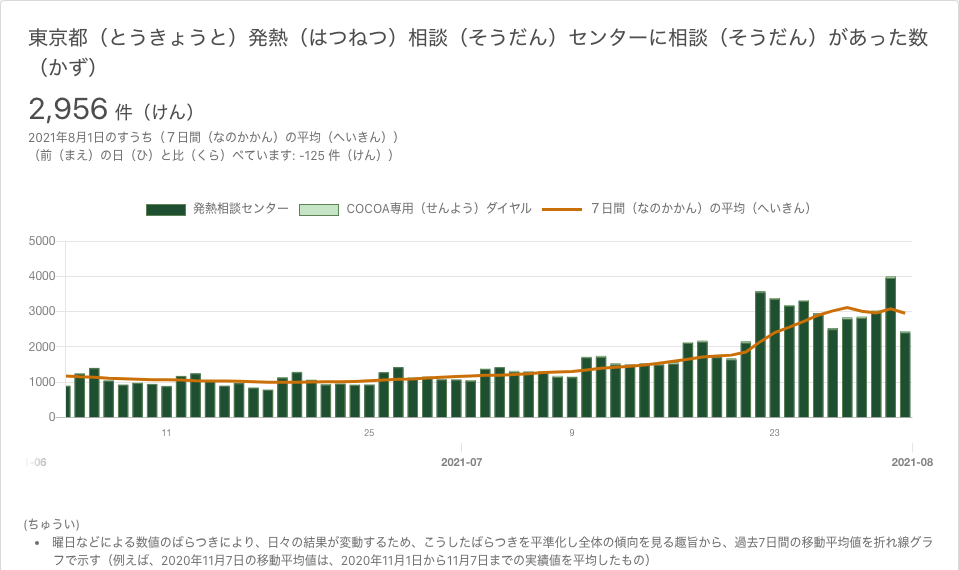 東京都（とうきょうと）発熱（はつねつ）相談（そうだん）センターに相談（そうだん）があった数
（かず）
2,956 件（けん）
2021年8月1日のすうち（７日間（なのかかん）の平均（へいきん））
（前（まえ）の日（ひ）と比（くら）べています: -125 件（けん））
発熱相談センター COCOA専用（せんよう）ダイヤル ７日間（なのかかん）の平均（へいきん）
5000
4000
3000
2000
1000
0
11 25 9 23
-06 2021-07 2021-08
(ちゅうい)
• 曜日などによる数値のばらつきにより、日々の結果が変動するため、こうしたばらつきを平準化し全体の傾向を見る趣旨から、過去7日間の移動平均値を折れ線グラ
フで示す（例えば、2020年11月7日の移動平均値は、2020年11月1日から11月7日までの実績値を平均したもの）